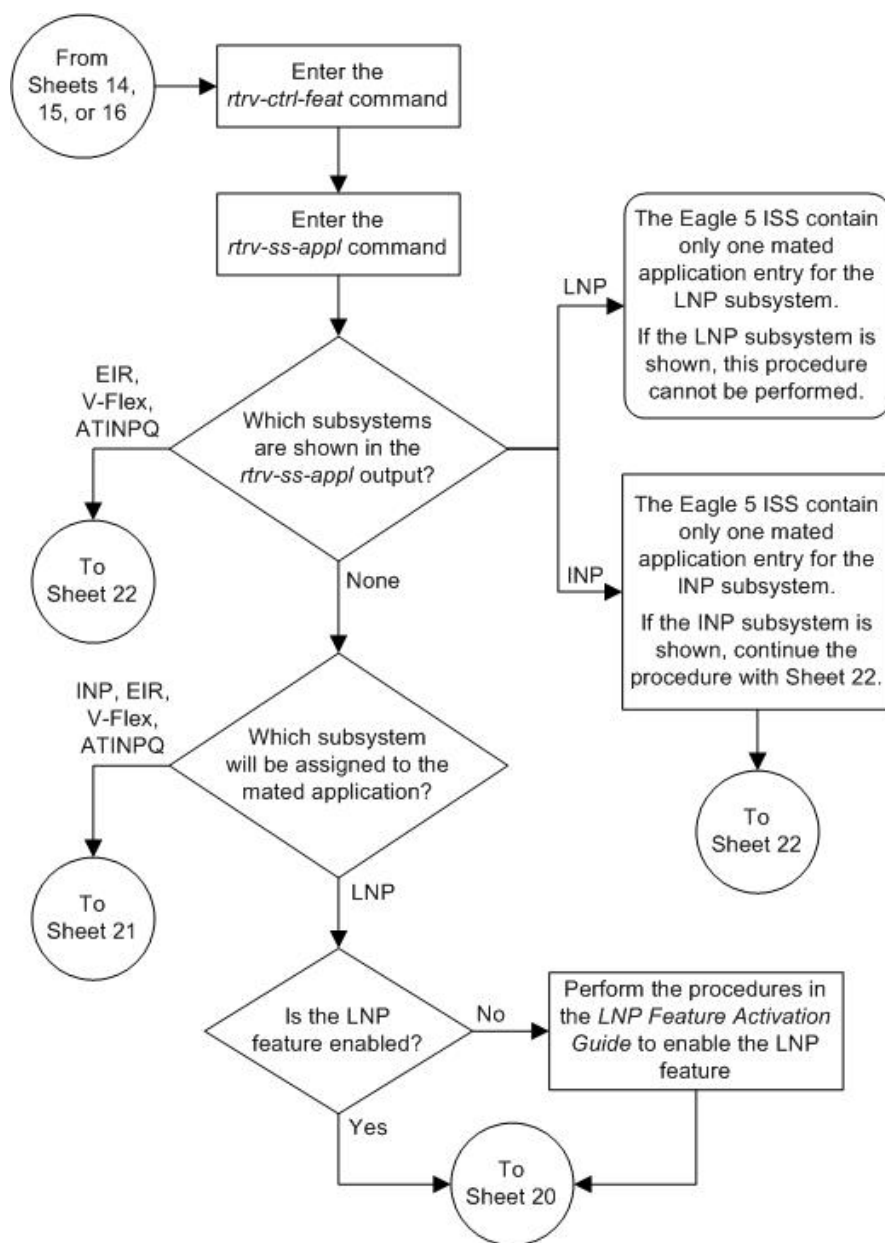 From
Sheets 14,
15, or 16
Enter the
rtrv-ctrl-feat command
Enter the
rtrv-ss-appl command
LNP
The Eagle 5 ISS contain
only one mated
application entry for the
LNP subsystem.
If the LNP subsystem is
shown, this procedure
cannot be performed.
EIR,
V-Flex,
ATINPQ
Which subsystems
are shown in the
rtrv-ss-appl output?
To
Sheet 22
None
INP
The Eagle 5 ISS contain
only one mated
application entry for the
INP subsystem.
If the INP subsystem is
shown, continue the
procedure with Sheet 22.
To
Sheet 22
INP, EIR,
V-Flex,
ATINPQ
Which subsystem
will be assigned to the
mated application?
To
Sheet 21
LNP
Is the LNP
feature enabled?
No
Perform the procedures in
the LNP Feature Activation
Guide to enable the LNP
feature
Yes
To
Sheet 20